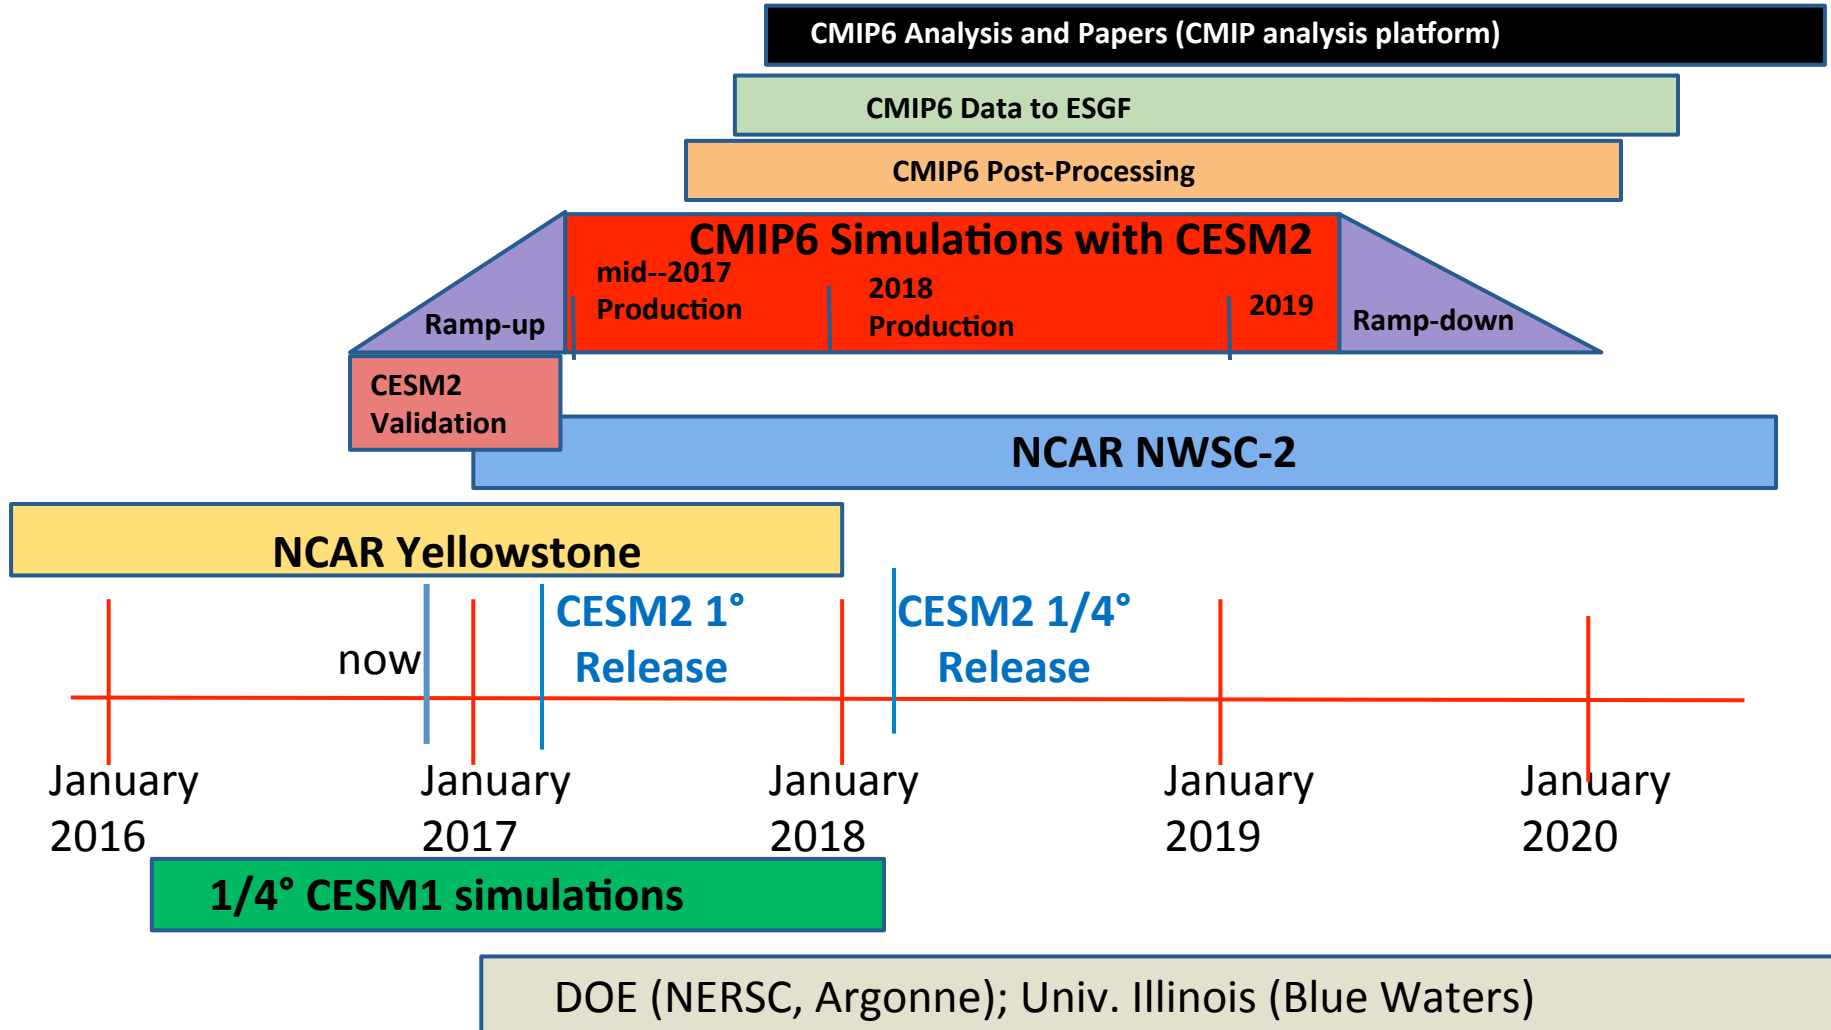 CMIP6 Analysis and Papers (CMIP analysis platform)
CMIP6 Data to ESGF
CMIP6 Post-Processing
CMIP6 Simulations with CESM2
mid--2017
Production
2018
Production
2019
Ramp-up
Ramp-down
CESM2
Validation
NCAR NWSC-2
NCAR Yellowstone
now
CESM2 1°
Release
CESM2 1/4°
Release
January
2016
January
2017
January
2018
January
2019
January
2020
1/4° CESM1 simulations
DOE (NERSC, Argonne); Univ. Illinois (Blue Waters)